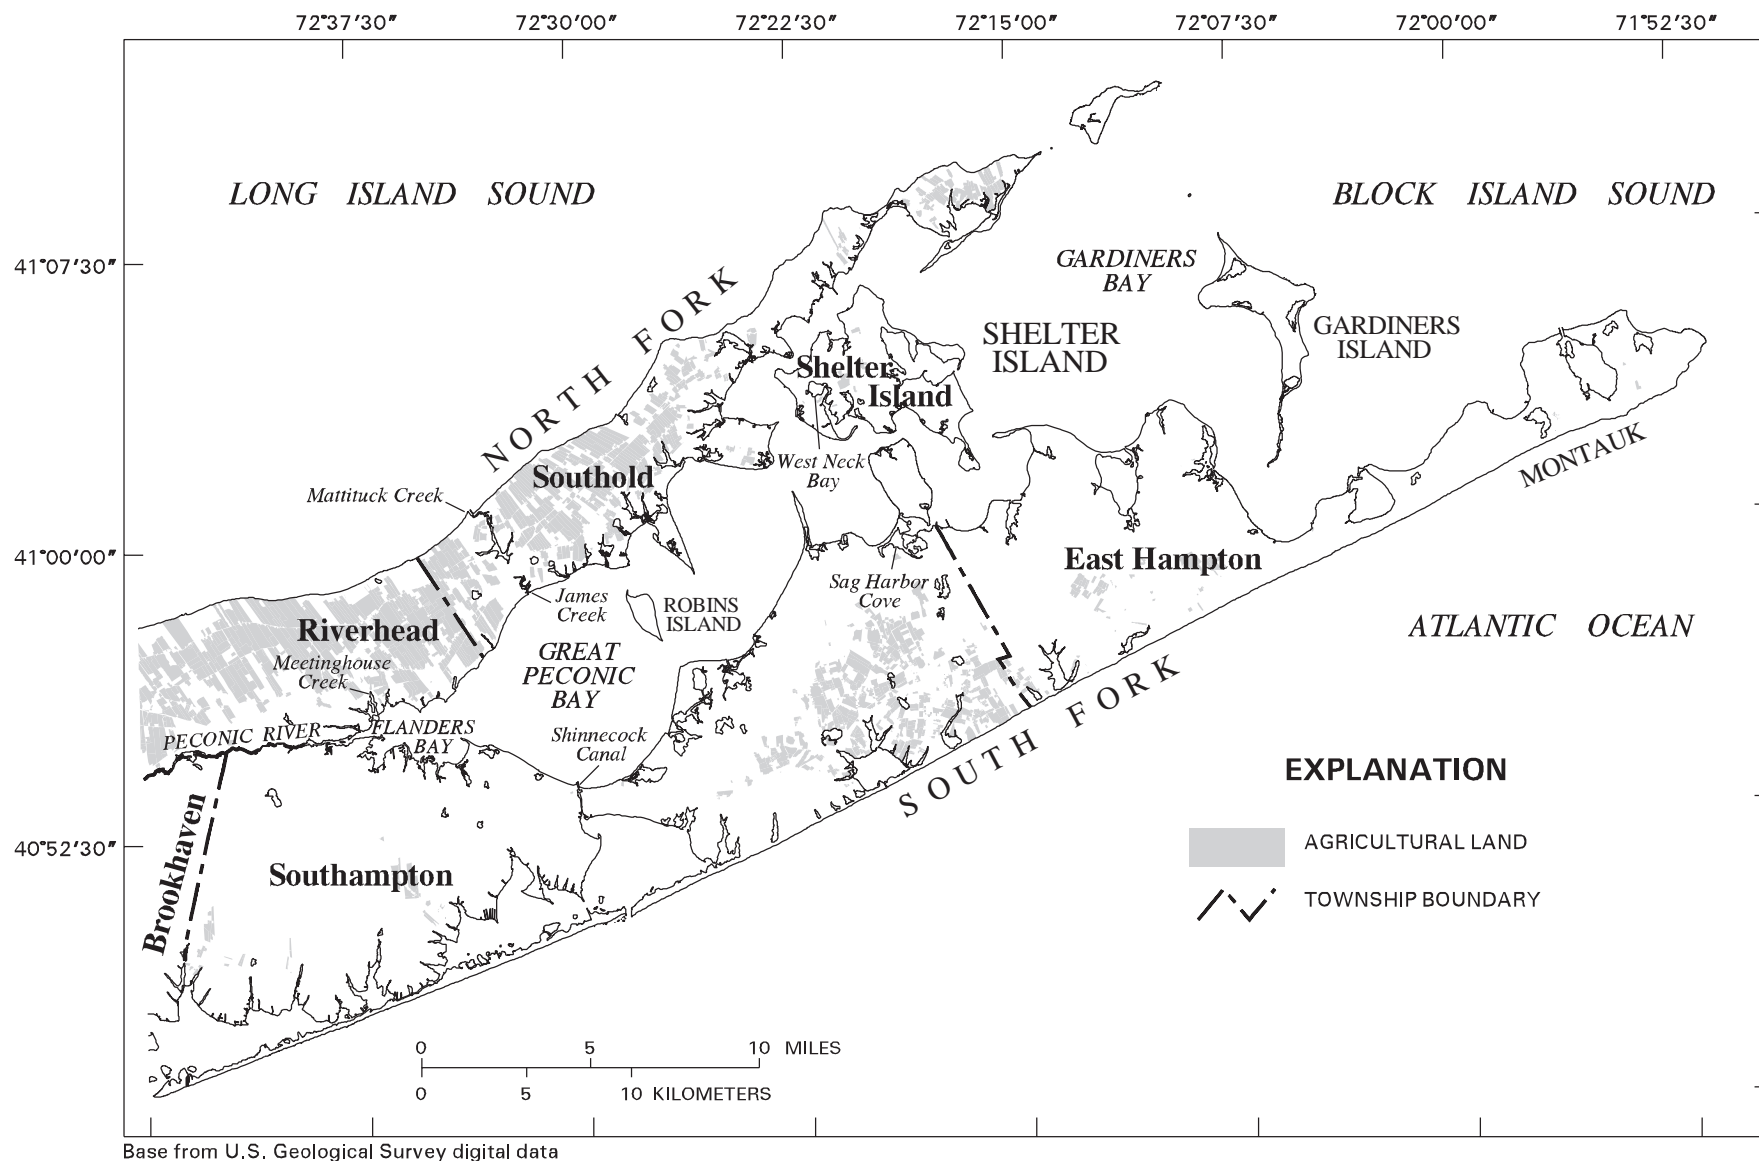 72°37'30″ 72°30'00″ 72°22'30″ 72°15'00″ 72°07'30″ 72°00'00″ 71°52'30″
LONG ISLAND SOUND
BLOCK ISLAND SOUND
41°07'30″
GARDINERS
BAY
NORTH FORK
SHELTER
ISLAND
GARDINERS
ISLAND
Shelter
Island
MONTAUK
Southold
West Neck
Bay
Mattituck Creek
41°00'00″
East Hampton
Sag Harbor
Cove
James
Creek
ROBINS
ISLAND
ATLANTIC OCEAN
Riverhead
Meetinghouse
Creek
GREAT
PECONIC
BAY
SOUTH FORK
PECONIC RIVER
FLANDERS
BAY
Shinnecock
Canal
EXPLANATION
AGRICULTURAL LAND
TOWNSHIP BOUNDARY
40°52'30″
Brookhaven
Southampton
0 5 10 MILES
0 5 10 KILOMETERS
Base from U.S. Geological Survey digital data